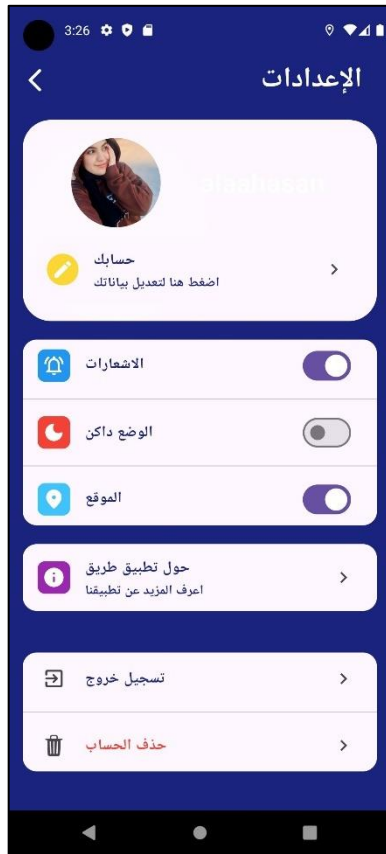 3:26
الإعدادات
حسابك
اضغط هنا لتعديل بياناتك
الاشعارات
الوضع داكن
الموقع
حول تطبيق طريق
اعرف المزيد عن تطبيقنا
تسجيل خروج
حذف الحساب